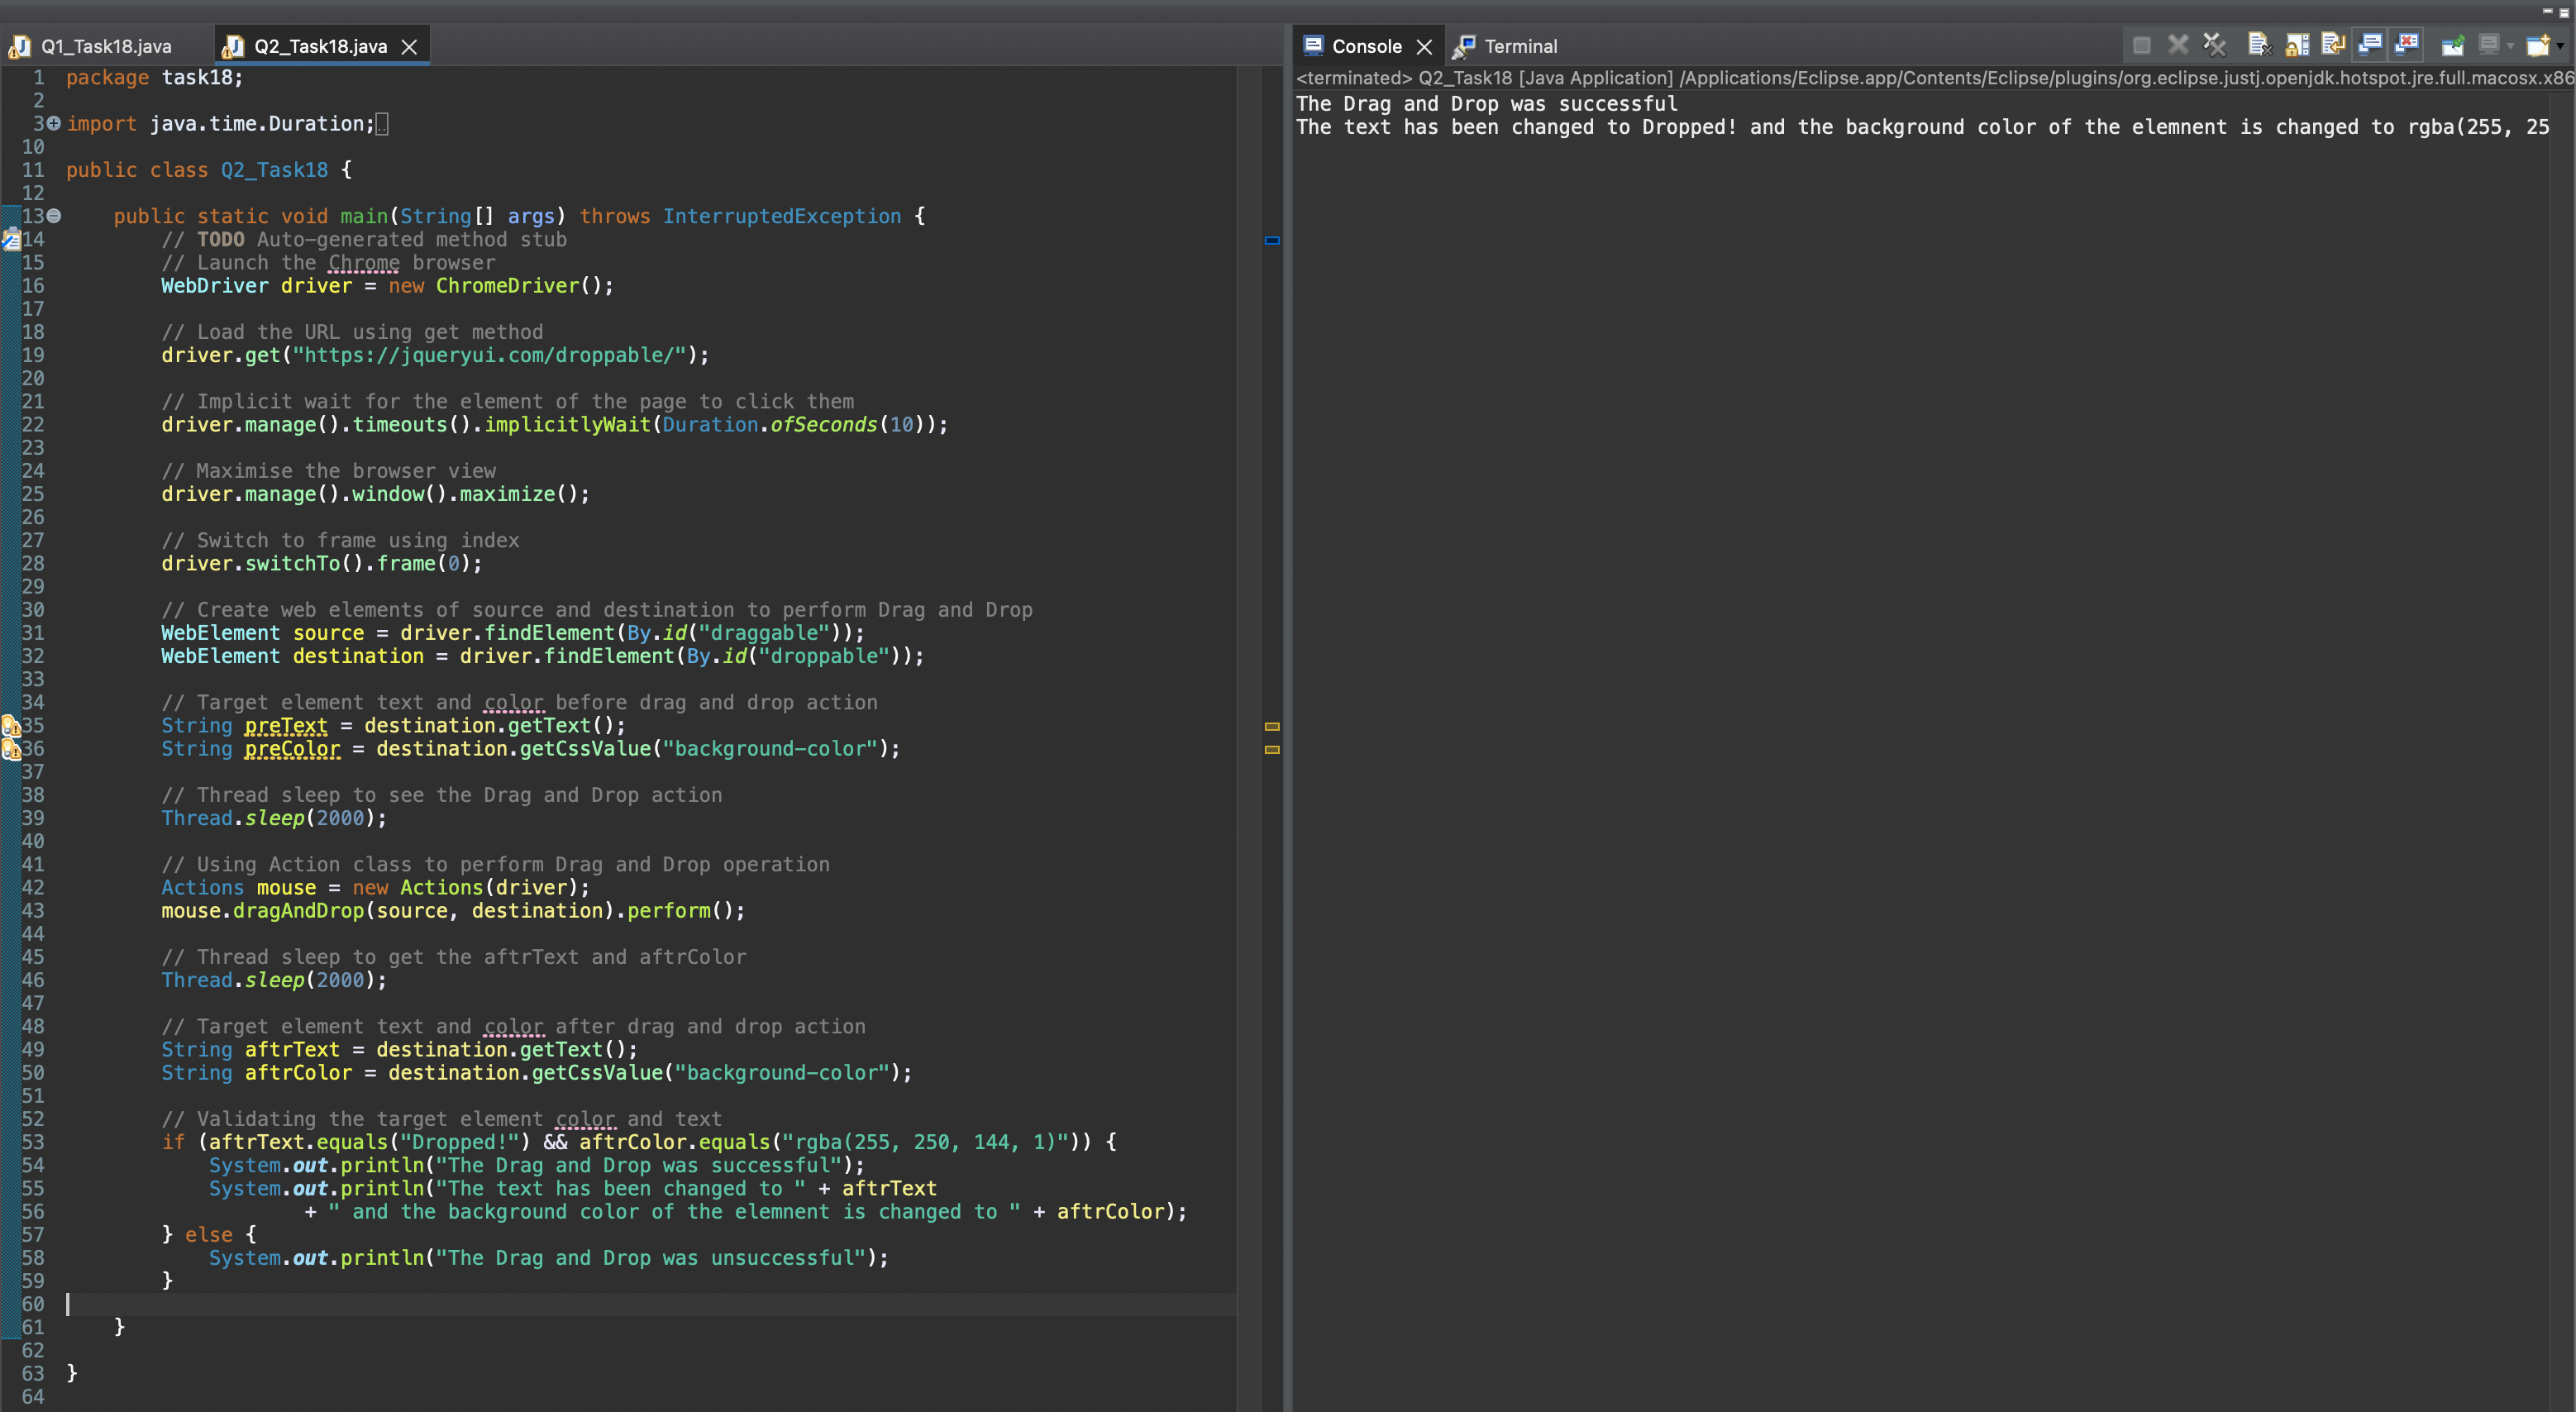 Q1_Task18.java
Q2_Task18.java
1 package task18;
2
3 import java.time.Duration;
10
11 public class Q2_Task18 {
12
13 public static void main(String[] args) throws InterruptedException {
14 // TODO Auto-generated method stub
15 // Launch the Chrome browser
16 WebDriver driver = new ChromeDriver();
17
18 // Load the URL using get method
19 driver.get("https://jqueryui.com/droppable/");
20
21 // Implicit wait for the element of the page to click them
22 driver.manage().timeouts().implicitlyWait(Duration.ofSeconds(10));
23
24 // Maximise the browser view
25 driver.manage().window().maximize();
26
27 // Switch to frame using index
28 driver.switchTo().frame(0);
29
30 // Create web elements of source and destination to perform Drag and Drop
31 WebElement source = driver.findElement(By.id("draggable"));
32 WebElement destination = driver.findElement(By.id("droppable"));
33
34 // Target element text and color before drag and drop action
35 String preText = destination.getText();
36 String preColor = destination.getCssValue("background-color");
37
38 // Thread sleep to see the Drag and Drop action
39 Thread.sleep(2000);
40
41 // Using Action class to perform Drag and Drop operation
42 Actions mouse = new Actions(driver);
43 mouse.dragAndDrop(source, destination).perform();
44
45 // Thread sleep to get the aftrText and aftrColor
46 Thread.sleep(2000);
47
48 // Target element text and color after drag and drop action
49 String aftrText = destination.getText();
50 String aftrColor = destination.getCssValue("background-color");
51
52 // Validating the target element color and text
53 if (aftrText.equals("Dropped!") && aftrColor.equals("rgba(255, 250, 144, 1)")) {
54 System.out.println("The Drag and Drop was successful");
55 System.out.println("The text has been changed to " + aftrText
56 + " and the background color of the elemnent is changed to " + aftrColor);
57 } else {
58 System.out.println("The Drag and Drop was unsuccessful");
59 }
60
61 }
62
63 }
64
Console
Terminal
<terminated> Q2_Task18 [Java Application] /Applications/Eclipse.app/Contents/Eclipse/plugins/org.eclipse.justj.openjdk.hotspot.jre.full.macosx.x86
The Drag and Drop was successful
The text has been changed to Dropped! and the background color of the elemnent is changed to rgba(255, 25